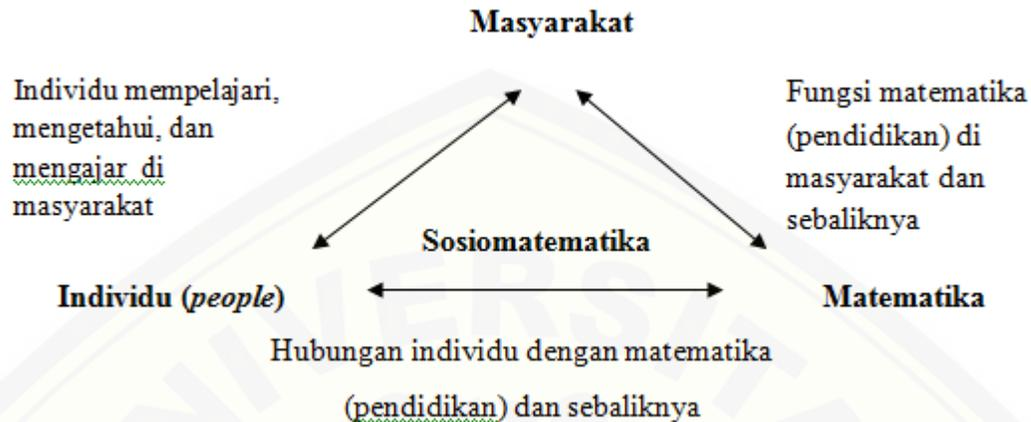 Masyarakat
Individu mempelajari,
mengetahui, dan
mengajar di
masyarakat
Fungsi matematika
(pendidikan) di
masyarakat dan
sebaliknya
Sosiomatematika
Individu (people)
Matematika
Hubungan individu dengan matematika
(pendidikan) dan sebaliknya
UNIVERSITA